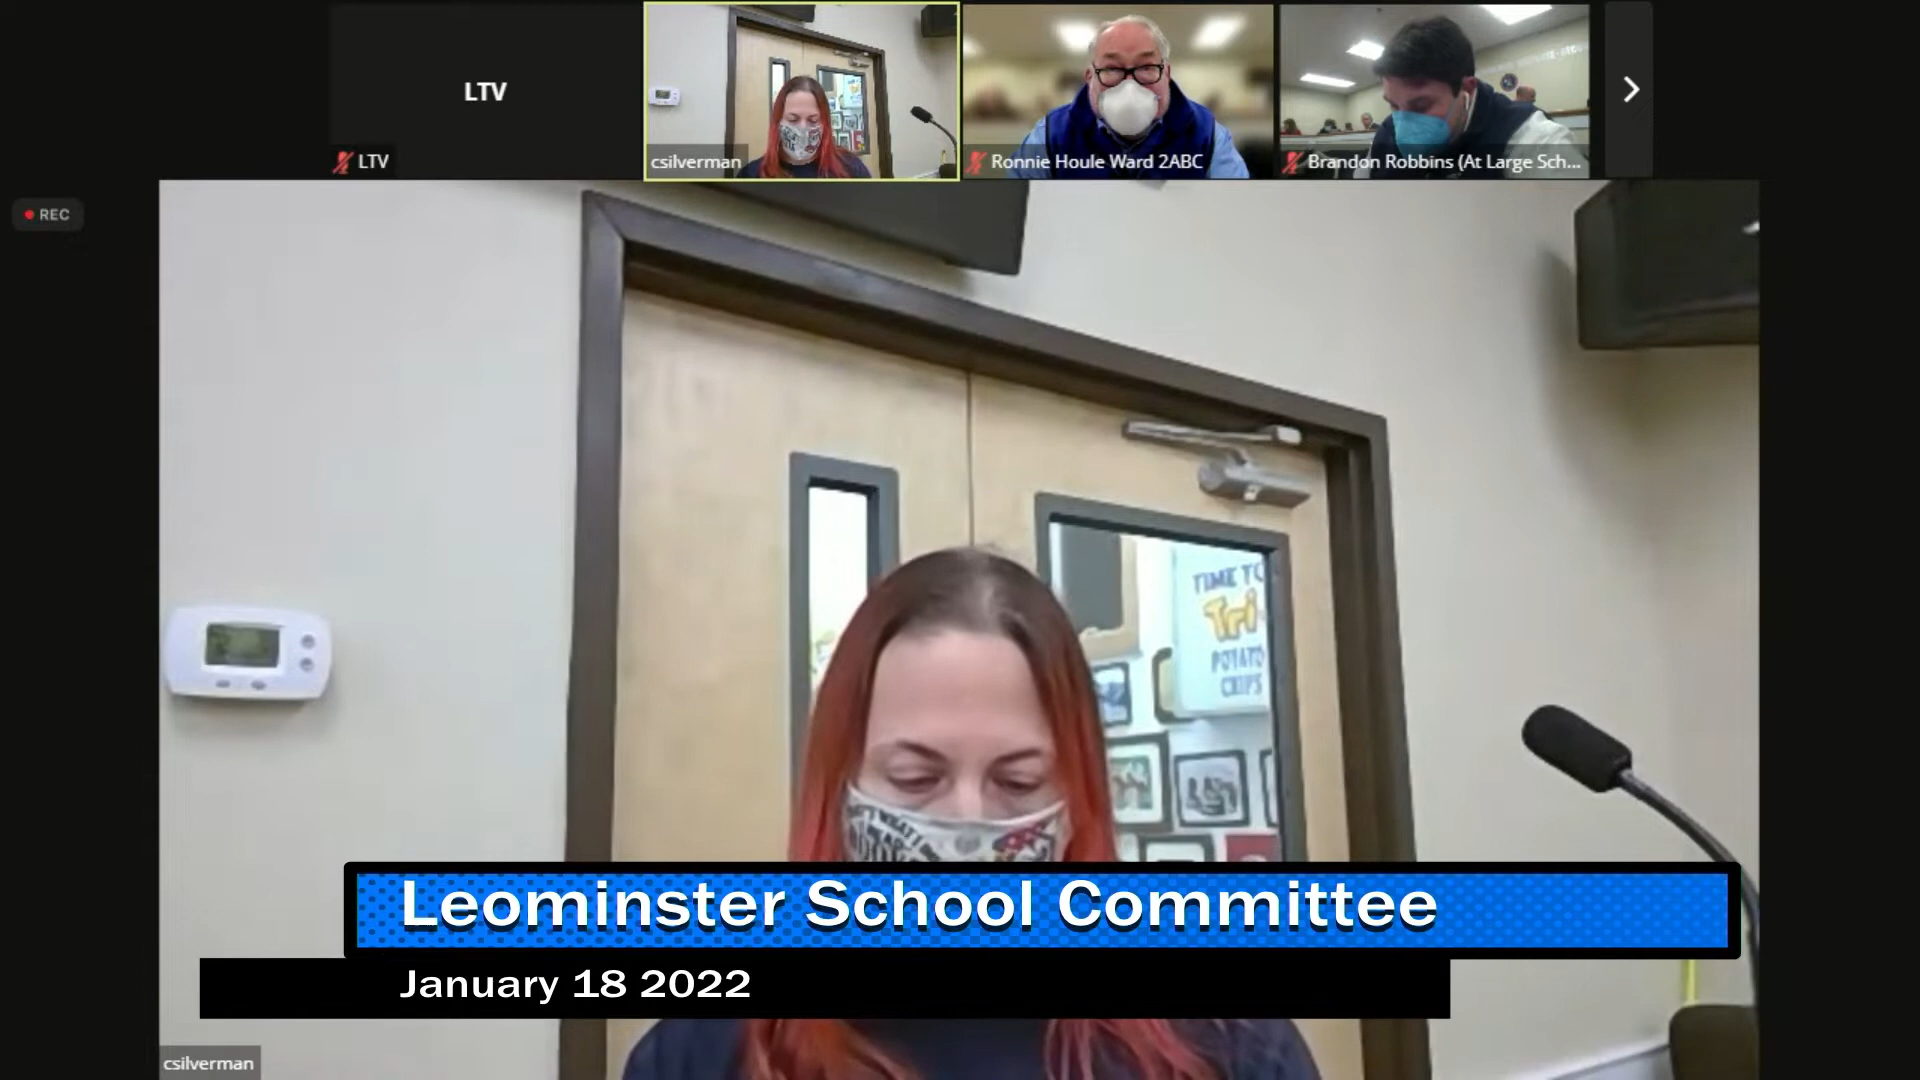 LTV
LTV
csilverman
Ronnie Houle Ward 2ABC
Brandon Robbins (At Large Sch...
REC
TIME TO
Tri-
POTATO
CHIPS
WHAT I
Leominster School Committee
January 18 2022
csilverman